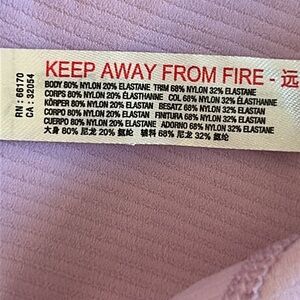 RN : 66170
CA : 32054
KEEP AWAY FROM FIRE - 远
BODY 80% NYLON 20% ELASTANE TRIM 68% NYLON 32% ELASTANE
CORPS 80% NYLON 20% ÉLASTHANNE COL 68% NYLON 32% ÉLASTHANNE
KÖRPER 80% NYLON 20% ELASTAN BESATZ 68% NYLON 32% ELASTAN
CORPO 80% NYLON 20% ELASTAN FINITURA 68% NYLON 32% ELASTAN
CUERPO 80% NYLON 20% ELASTANO ADORNO 68% NYLON 32% ELASTANO
大身 80% 尼龙 20% 氨纶 辅料 68% 尼龙 32% 氨纶